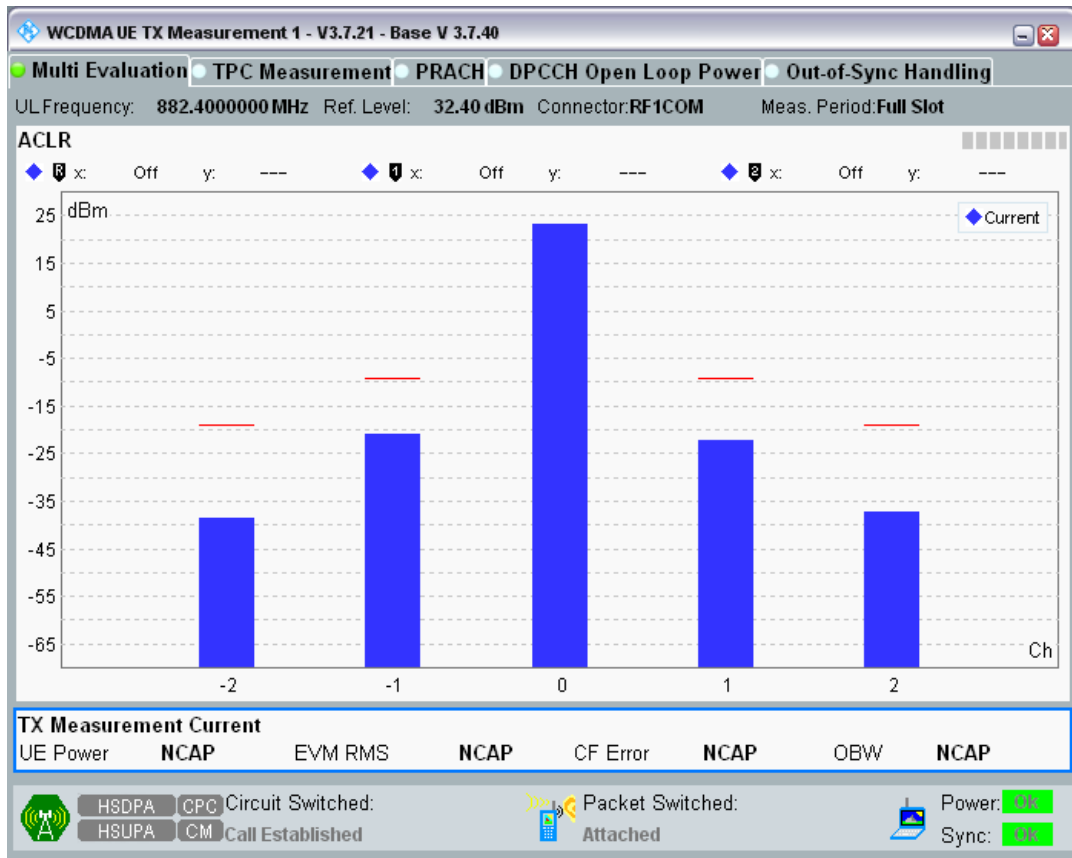 WCDMA UE TX Measurement 1 - V3.7.21 - Base V 3.7.40
Multi Evaluation TPC Measurement PRACH DPCCH Open Loop Power Out-of-Sync Handling
UL Frequency: 882.4000000 MHz Ref. Level: 32.40 dBm Connector: RF1COM Meas. Period: Full Slot
ACLR
R x: Off y: --- 1 x: Off y: --- 2 x: Off y: ---
dBm
Current
25
15
5
-5
-15
-25
-35
-45
-55
-65
Ch
-2 -1 0 1 2
TX Measurement Current
UE Power NCAP EVM RMS NCAP CF Error NCAP OBW NCAP
HSDPA CPC Circuit Switched: Packet Switched: Power: Ok
HSUPA CM Call Established Attached Sync: Ok